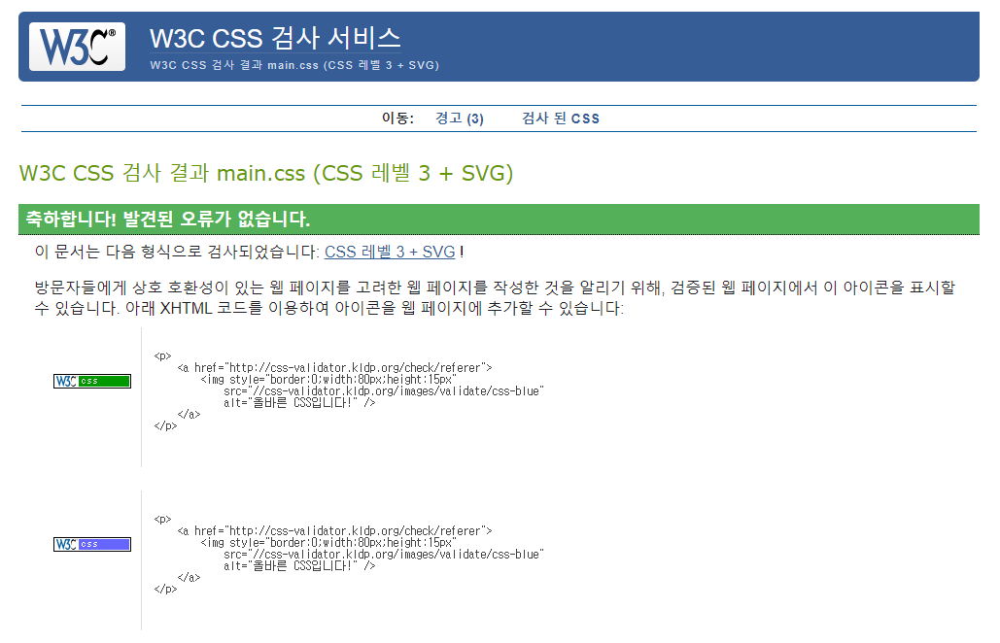 W3C®
W3C CSS 검사 서비스
W3C CSS 검사 결과 main.css (CSS 레벨 3 + SVG)
이동: 경고 (3) 검사 된 CSS
W3C CSS 검사 결과 main.css (CSS 레벨 3 + SVG)
축하합니다! 발견된 오류가 없습니다.
이 문서는 다음 형식으로 검사되었습니다: CSS 레벨 3 + SVG !
방문자들에게 상호 호환성이 있는 웹 페이지를 고려한 웹 페이지를 작성한 것을 알리기 위해, 검증된 웹 페이지에서 이 아이콘을 표시할
수 있습니다. 아래 XHTML 코드를 이용하여 아이콘을 웹 페이지에 추가할 수 있습니다:
W3C css
<p>
<a href="http://css-validator.kldp.org/check/referer">
<img style="border:0;width:80px;height:15px"
src="//css-validator.kldp.org/images/validate/css-blue"
alt="올바른 CSS입니다!" />
</a>
</p>
W3C css
<p>
<a href="http://css-validator.kldp.org/check/referer">
<img style="border:0;width:80px;height:15px"
src="//css-validator.kldp.org/images/validate/css-blue"
alt="올바른 CSS입니다!" />
</a>
</p>